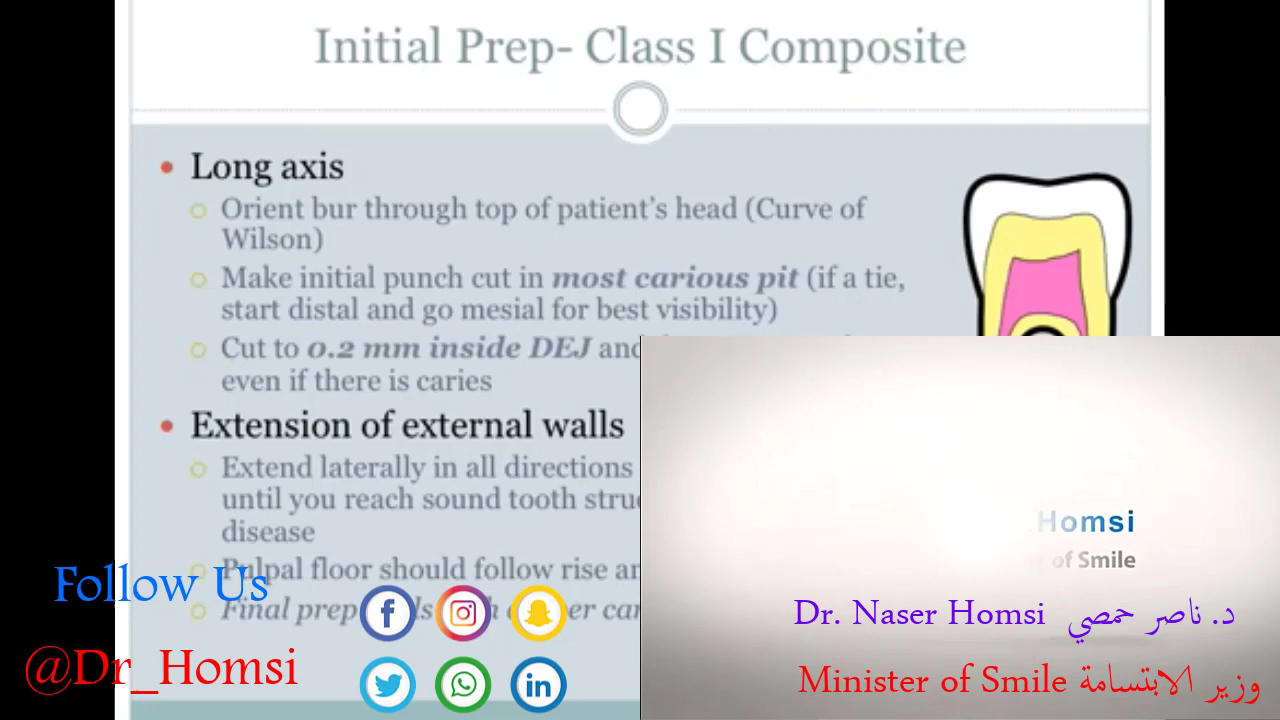 Initial Prep- Class I Composite
Long axis
Orient bur through top of patient's head (Curve of
Wilson)
Make initial punch cut in most carious pit (if a tie,
start distal and go mesial for best visibility)
Cut to 0.2 mm inside DEJ and
even if there is caries
Extension of external walls
Extend laterally in all directions
until you reach sound tooth
disease
Pulpal floor should follow rise
Final prep
Homsi
of Smile
Follow Us
@Dr_Homsi
Dr. Naser Homsi د. ناصر حمصي
Minister of Smile وزير الابتسامة